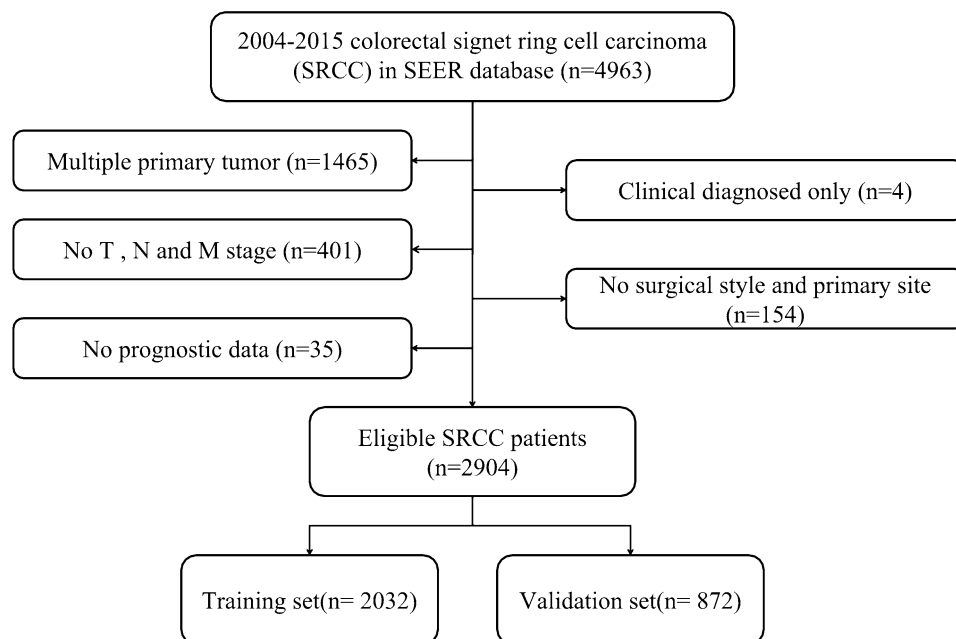 2004-2015 colorectal signet ring cell carcinoma
(SRCC) in SEER database (n=4963)
Multiple primary tumor (n=1465)
Clinical diagnosed only (n=4)
No T , N and M stage (n=401)
No surgical style and primary site
(n=154)
No prognostic data (n=35)
Eligible SRCC patients
(n=2904)
Training set(n= 2032)
Validation set(n= 872)